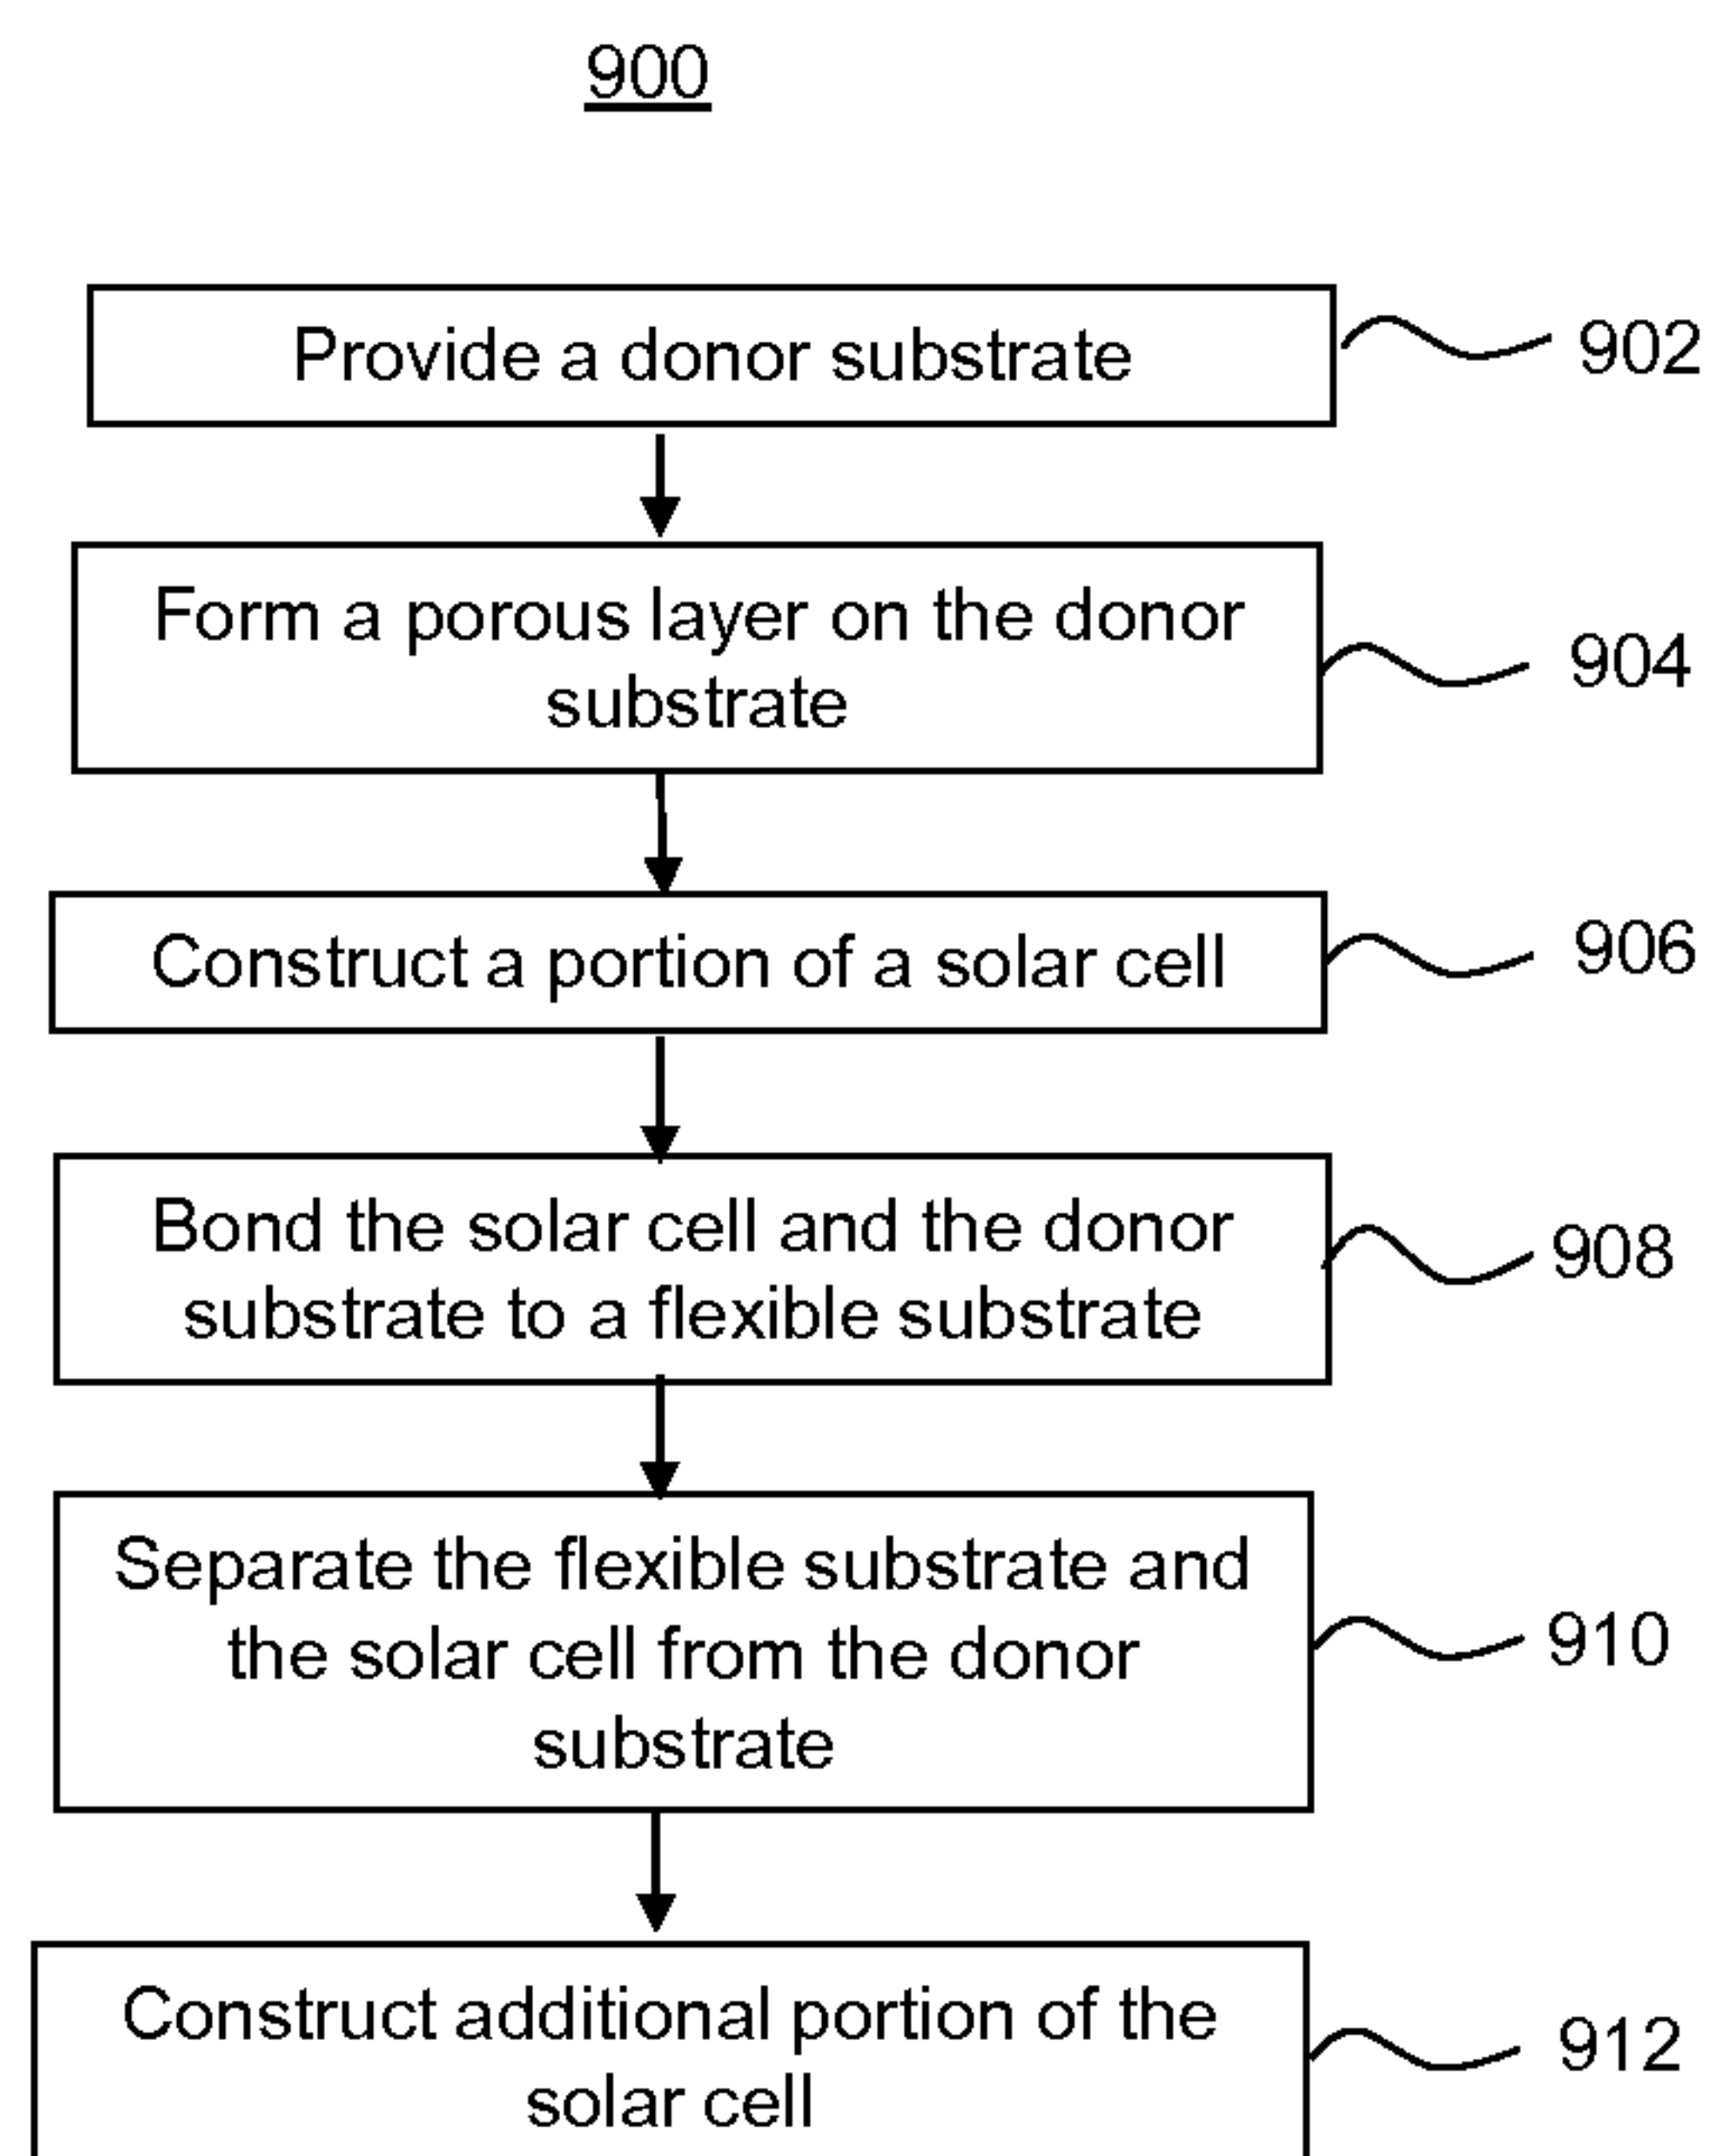 900
Provide a donor substrate
902
Form a porous layer on the donor
substrate
904
Construct a portion of a solar cell
906
Bond the solar cell and the donor
substrate to a flexible substrate
908
Separate the flexible substrate and
the solar cell from the donor
substrate
910
Construct additional portion of the
solar cell
912